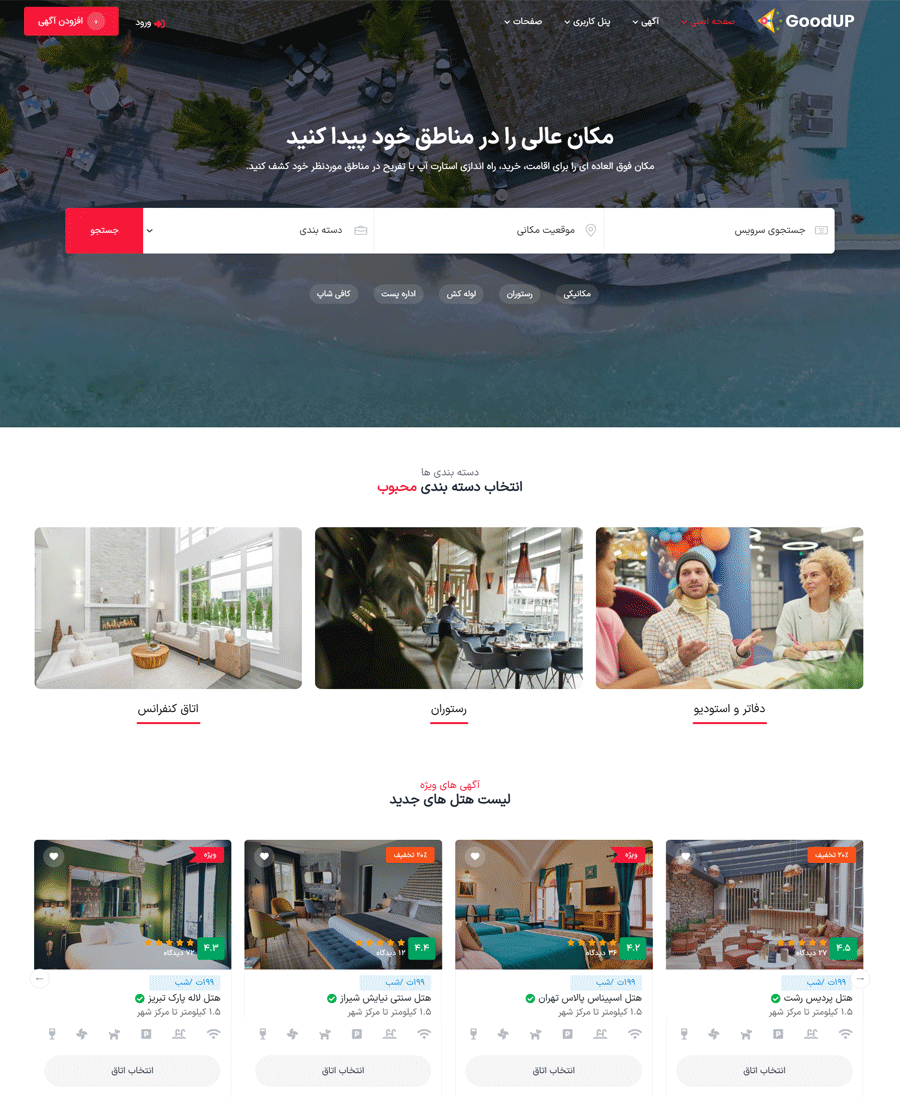 GoodUP
صفحه اصلی
آگهی
پنل کاربری
صفحات
ورود
افزودن آگهی
مکان عالی را در مناطق خود پیدا کنید
مکان فوق العاده ای را برای اقامت، خرید، راه اندازی استارت آپ یا تفریح در مناطق موردنظر خود کشف کنید.
جستجوی سرویس
موقعیت مکانی
دسته بندی
جستجو
مکانیکی
رستوران
لوله کش
اداره پست
کافی شاپ
دسته بندی ها
انتخاب دسته بندی محبوب
دفاتر و استودیو
رستوران
اتاق کنفرانس
آگهی های ویژه
لیست هتل های جدید
۲۰٪ تخفیف
۴.۵
۲۷ دیدگاه
۱۹۹ت /شب
هتل پردیس رشت
۱.۵ کیلومتر تا مرکز شهر
انتخاب اتاق
ویژه
۴.۲
۳۶ دیدگاه
۱۹۹ت /شب
هتل اسپیناس پالاس تهران
۱.۵ کیلومتر تا مرکز شهر
انتخاب اتاق
۲۰٪ تخفیف
۴.۴
۱۲ دیدگاه
۱۹۹ت /شب
هتل سنتی نیایش شیراز
۱.۵ کیلومتر تا مرکز شهر
انتخاب اتاق
ویژه
۴.۳
۷۲ دیدگاه
۱۹۹ت /شب
هتل لاله پارک تبریز
۱.۵ کیلومتر تا مرکز شهر
انتخاب اتاق